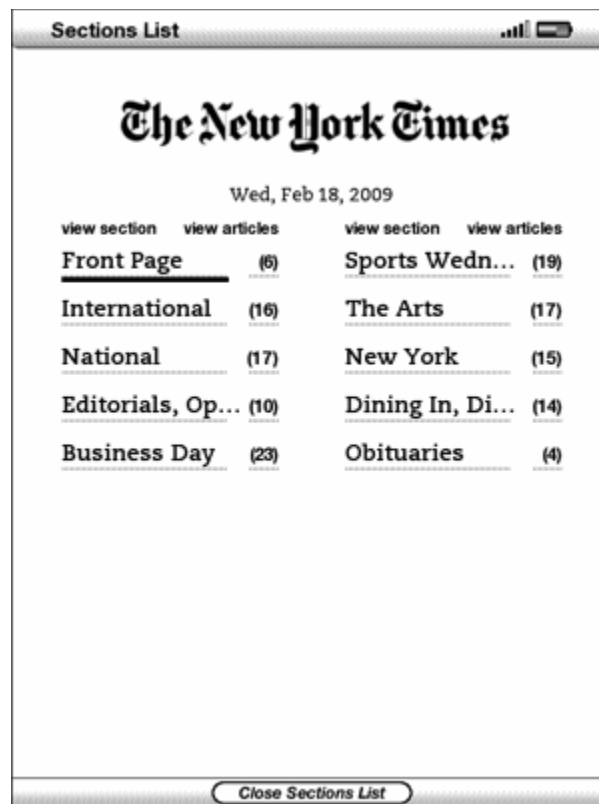 Sections List
The New York Times
Wed, Feb 18, 2009
view section view articles view section view articles
Front Page (6) Sports Wedn... (19)
International (16) The Arts (17)
National (17) New York (15)
Editorials, Op... (10) Dining In, Di... (14)
Business Day (23) Obituaries (4)
Close Sections List